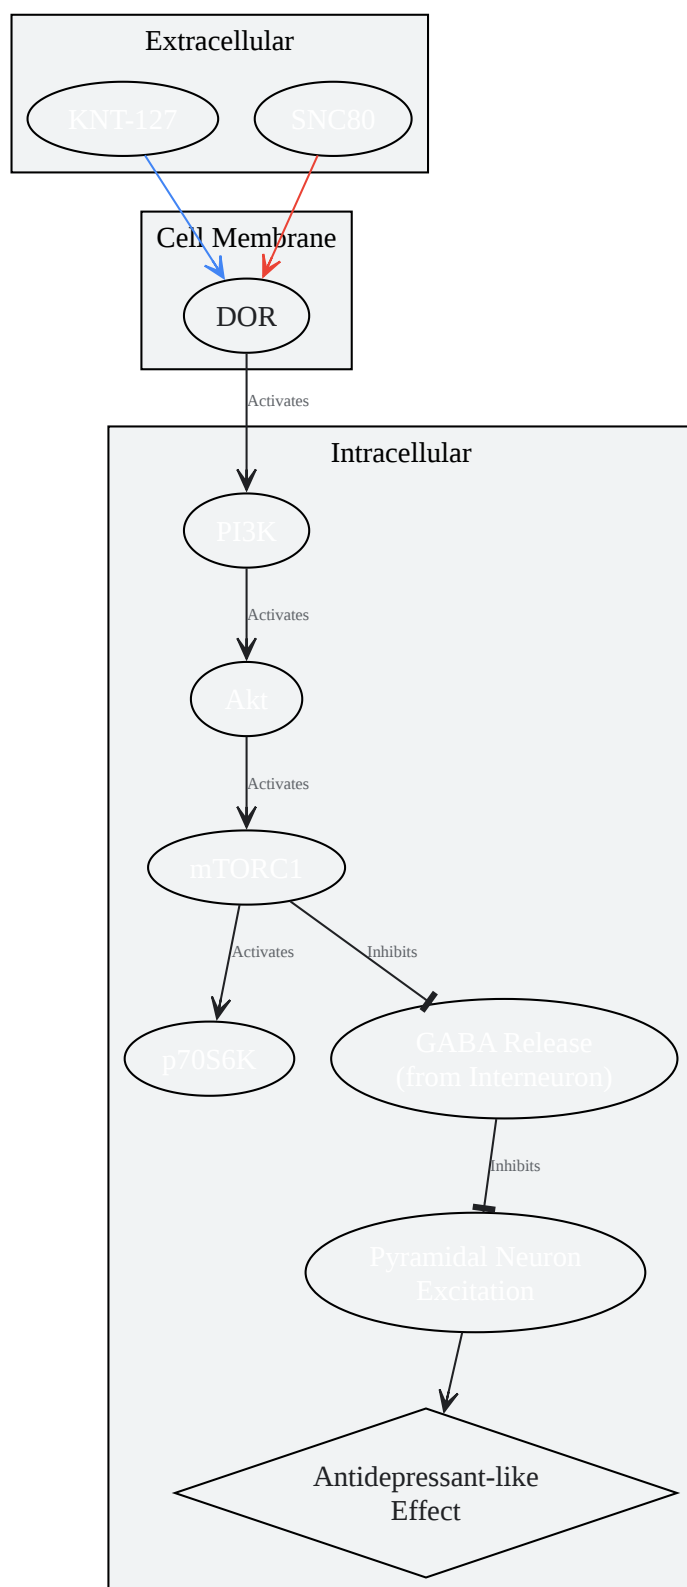 Extracellular
KNT-127
SNC80
Cell Membrane
DOR
Activates
Intracellular
PI3K
Activates
Akt
Activates
mTORC1
Activates
Inhibits
p70S6K
GABA Release
(from Interneuron)
Inhibits
Pyramidal Neuron
Excitation
Antidepressant-like
Effect